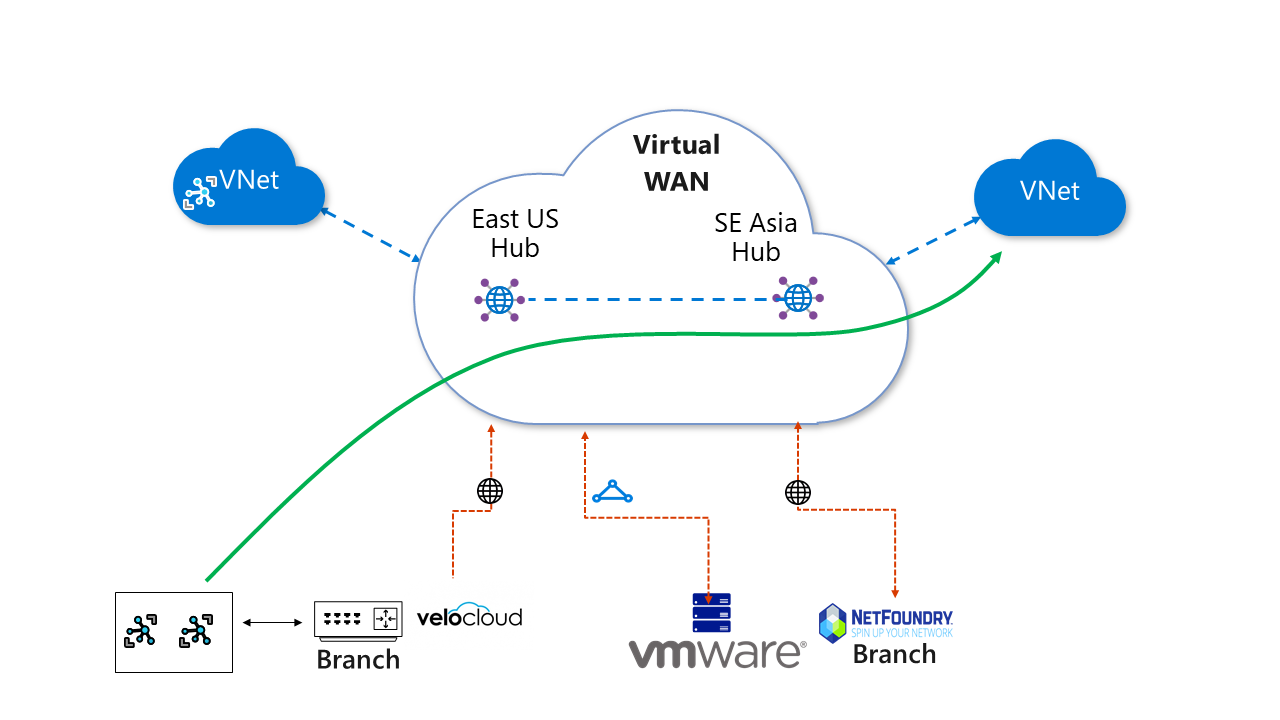 Virtual
WAN
VNet
VNet
East US
Hub
SE Asia
Hub
velocloud
Branch
vmware®
NETFOUNDRY
SPIN UP YOUR NETWORK
Branch